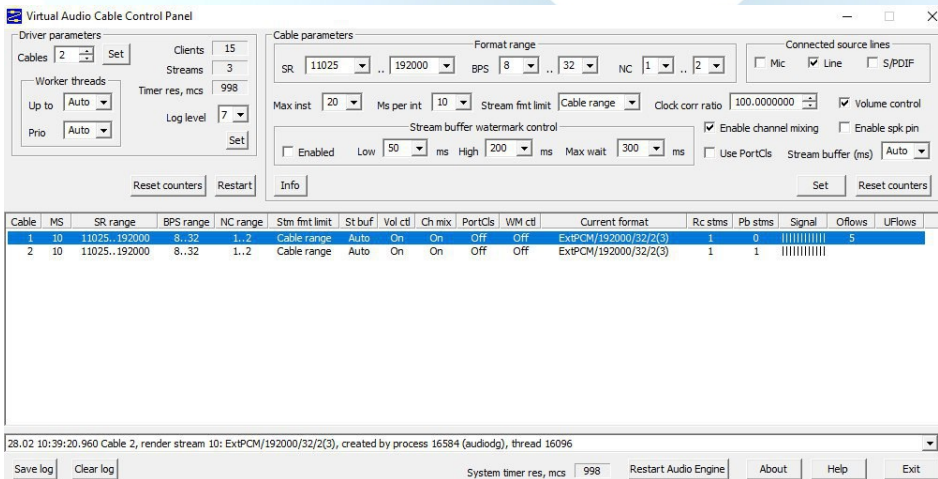 Virtual Audio Cable Control Panel
Driver parameters
Cables 2 Set
Clients 15
Streams 3
Timer res, mcs 998
Worker threads
Up to Auto
Prio Auto
Log level 7
Set
Reset counters Restart
Cable parameters
Format range
SR 11025 .. 192000 BPS 8 .. 32 NC 1 .. 2
Connected source lines
Mic Line S/PDIF
Max inst 20 Ms per int 10 Stream fmt limit Cable range Clock corr ratio 100.0000000 Volume control
Stream buffer watermark control
Enabled Low 50 ms High 200 ms Max wait 300 ms
Enable channel mixing Enable spk pin
Use PortCls Stream buffer (ms) Auto
Info Set Reset counters
Cable MS SR range BPS range NC range Stm fmt limit St buf Vol ctl Ch mix PortCls WM ctl Current format Rc stms Pb stms Signal Oflows UFlows
1 10 11025..192000 8..32 1..2 Cable range Auto On On Off Off ExtPCM/192000/32/2(3) 1 0 ||||||||||| 5
2 10 11025..192000 8..32 1..2 Cable range Auto On On Off Off ExtPCM/192000/32/2(3) 1 1 |||||||||||
28.02 10:39:20.960 Cable 2, render stream 10: ExtPCM/192000/32/2(3), created by process 16584 (audiodg), thread 16096
Save log Clear log System timer res, mcs 998 Restart Audio Engine About Help Exit